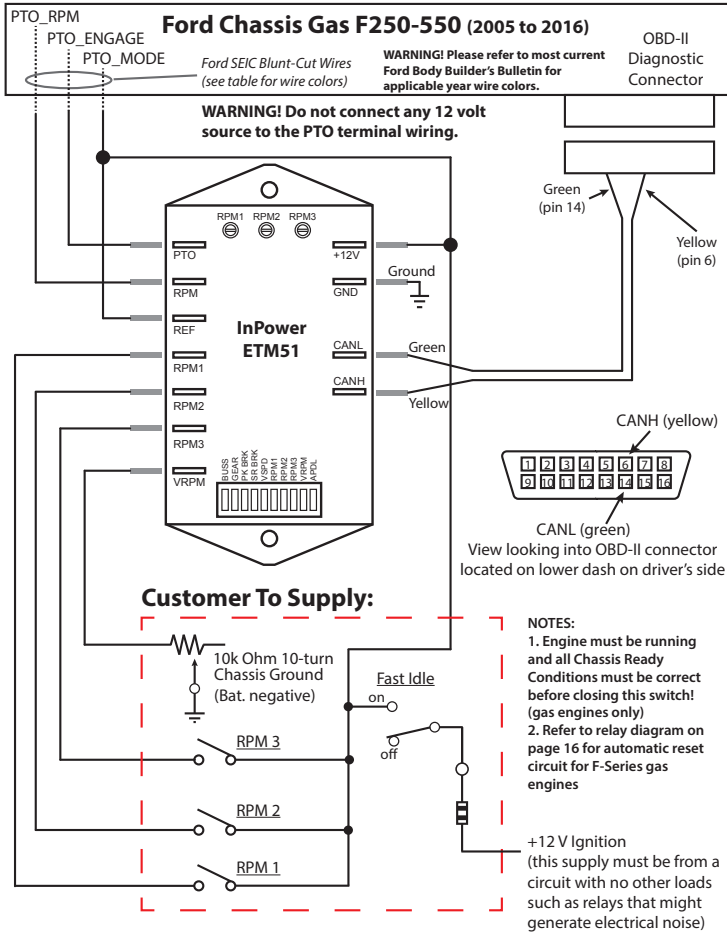 PTO_RPM
Ford Chassis Gas F250-550 (2005 to 2016)
PTO_ENGAGE
PTO_MODE
Ford SEIC Blunt-Cut Wires
(see table for wire colors)
WARNING! Please refer to most current
Ford Body Builder's Bulletin for
applicable year wire colors.
OBD-II
Diagnostic
Connector
WARNING! Do not connect any 12 volt
source to the PTO terminal wiring.
Green
(pin 14)
Yellow
(pin 6)
RPM1 RPM2 RPM3
PTO
RPM
REF
RPM1
RPM2
RPM3
VRPM
+12V
GND
CANL
CANH
Ground
Green
Yellow
InPower
ETM51
BUSS
GEAR
PK BRK
SR BRK
VSPD
RPM1
RPM2
RPM3
VRPM
APDL
CANH (yellow)
1 2 3 4 5 6 7 8
9 10 11 12 13 14 15 16
CANL (green)
View looking into OBD-II connector
located on lower dash on driver's side
Customer To Supply:
10k Ohm 10-turn
Chassis Ground
(Bat. negative)
Fast Idle
on
off
RPM 3
RPM 2
RPM 1
NOTES:
1. Engine must be running
and all Chassis Ready
Conditions must be correct
before closing this switch!
(gas engines only)
2. Refer to relay diagram on
page 16 for automatic reset
circuit for F-Series gas
engines
+12 V Ignition
(this supply must be from a
circuit with no other loads
such as relays that might
generate electrical noise)